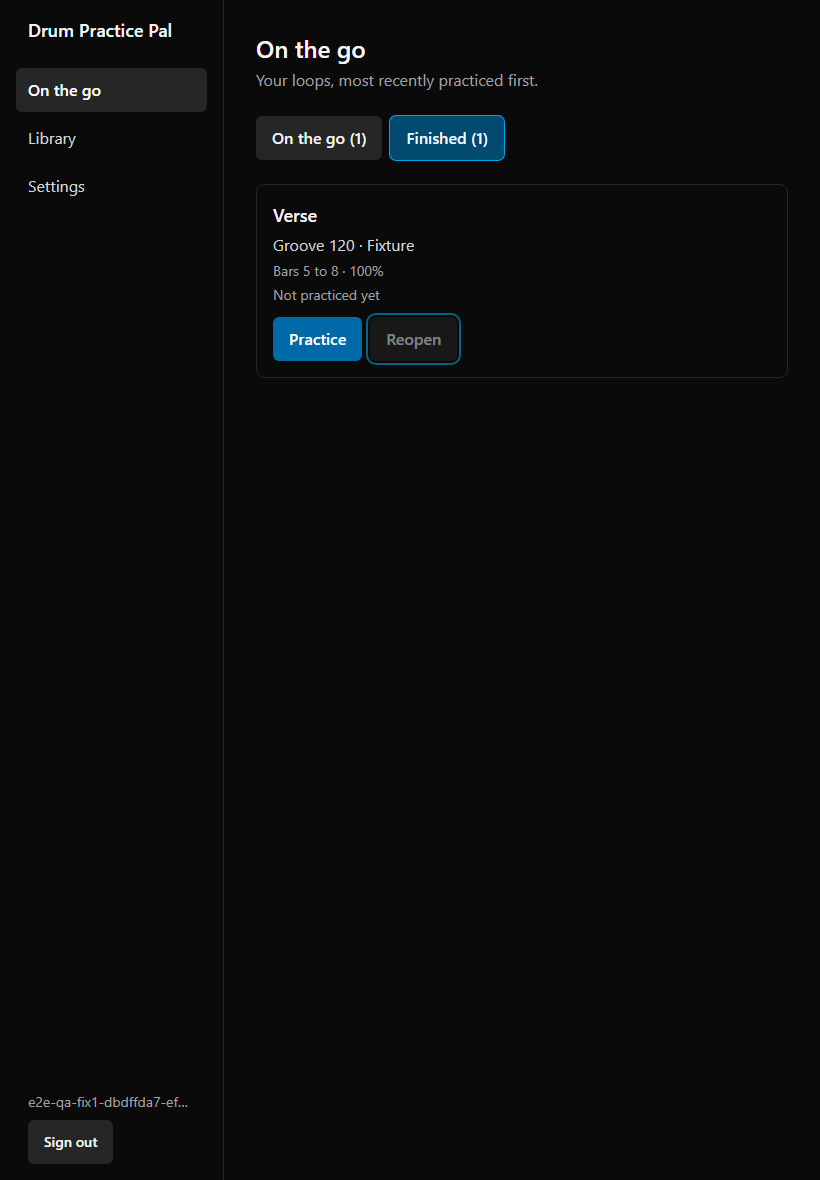 Drum Practice Pal
On the go
Library
Settings
e2e-qa-fix1-dbdffda7-ef...
Sign out
On the go
Your loops, most recently practiced first.
On the go (1)
Finished (1)
Verse
Groove 120 · Fixture
Bars 5 to 8 · 100%
Not practiced yet
Practice
Reopen